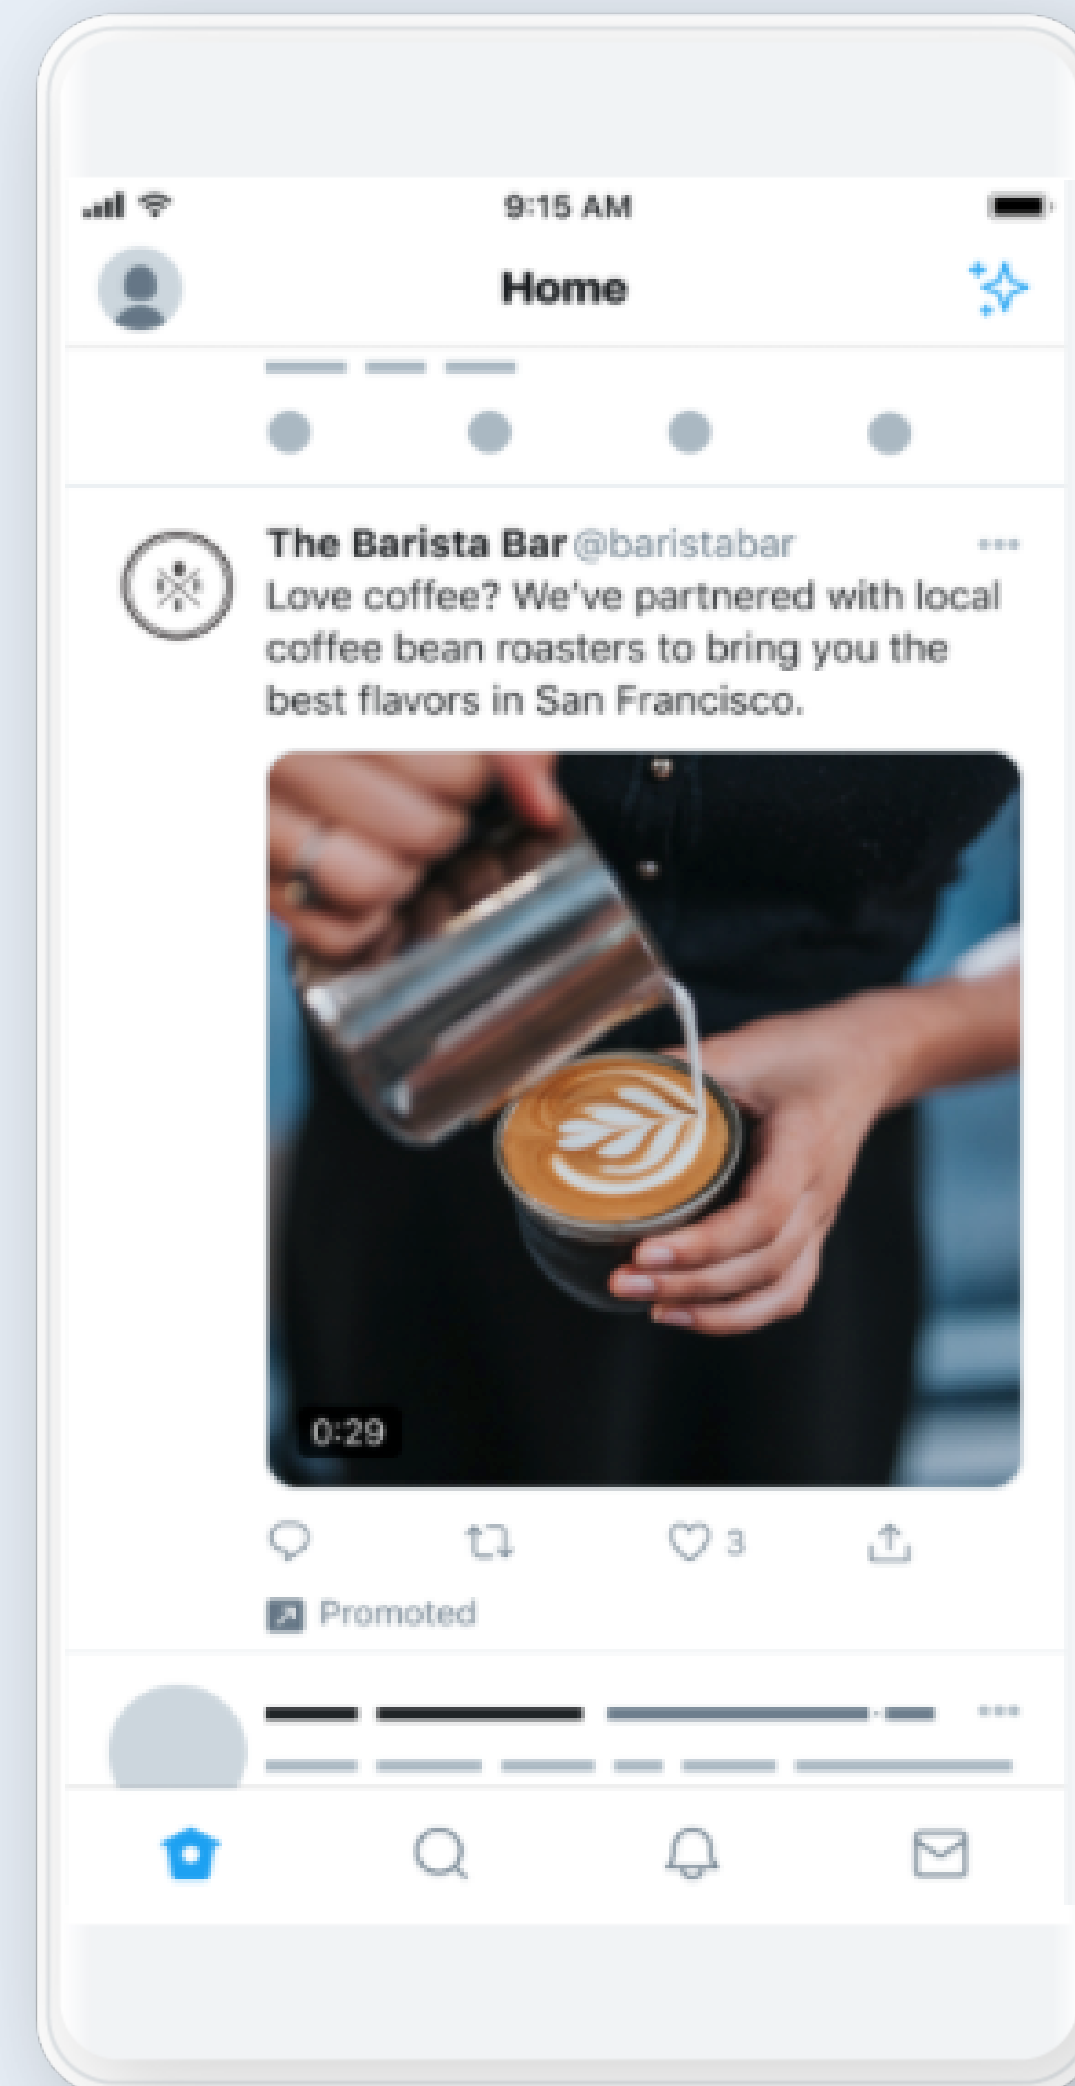 9:15 AM
Home
The Barista Bar @baristabar
Love coffee? We've partnered with local
coffee bean roasters to bring you the
best flavors in San Francisco.
0:29
3
Promoted